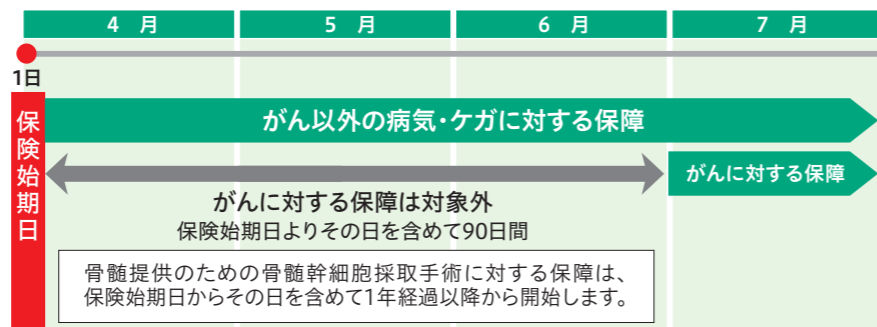 4 月
5 月
6 月
7 月
1日
保険始期日
がん以外の病気・ケガに対する保障
がんに対する保障
がんに対する保障は対象外
保険始期日よりその日を含めて90日間
骨髄提供のための骨髄幹細胞採取手術に対する保障は、
保険始期日からその日を含めて1年経過以降から開始します。